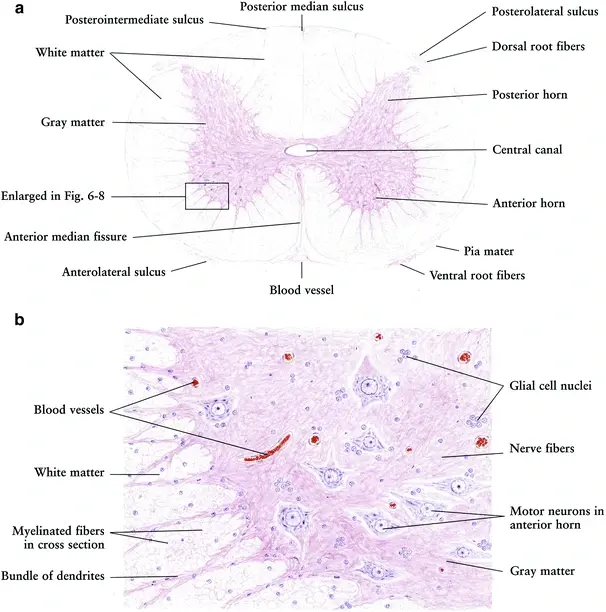 a
Posterior median sulcus
Posterointermediate sulcus
Posterolateral sulcus
White matter
Dorsal root fibers
Posterior horn
Gray matter
Central canal
Enlarged in Fig. 6-8
Anterior horn
Anterior median fissure
Pia mater
Anterolateral sulcus
Ventral root fibers
Blood vessel
b
Glial cell nuclei
Blood vessels
Nerve fibers
White matter
Motor neurons in
anterior horn
Myelinated fibers
in cross section
Bundle of dendrites
Gray matter